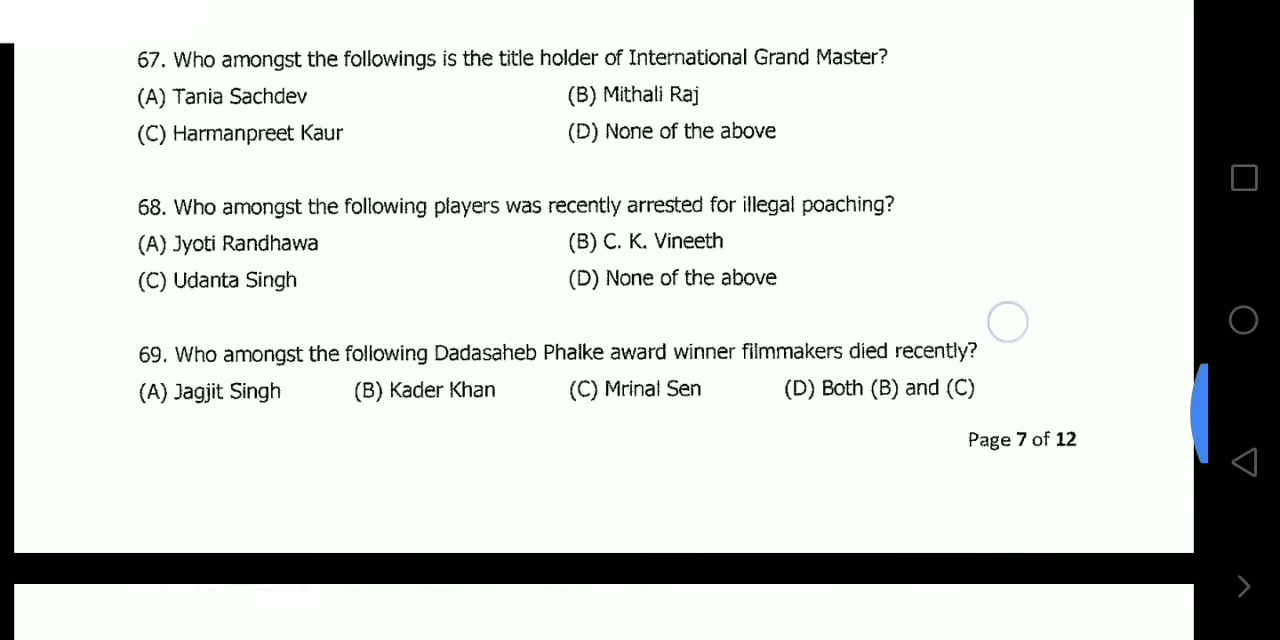 67. Who amongst the followings is the title holder of International Grand Master?
(A) Tania Sachdev (B) Mithali Raj
(C) Harmanpreet Kaur (D) None of the above
68. Who amongst the following players was recently arrested for illegal poaching?
(A) Jyoti Randhawa (B) C. K. Vineeth
(C) Udanta Singh (D) None of the above
69. Who amongst the following Dadasaheb Phalke award winner filmmakers died recently?
(A) Jagjit Singh (B) Kader Khan (C) Mrinal Sen (D) Both (B) and (C)
Page 7 of 12